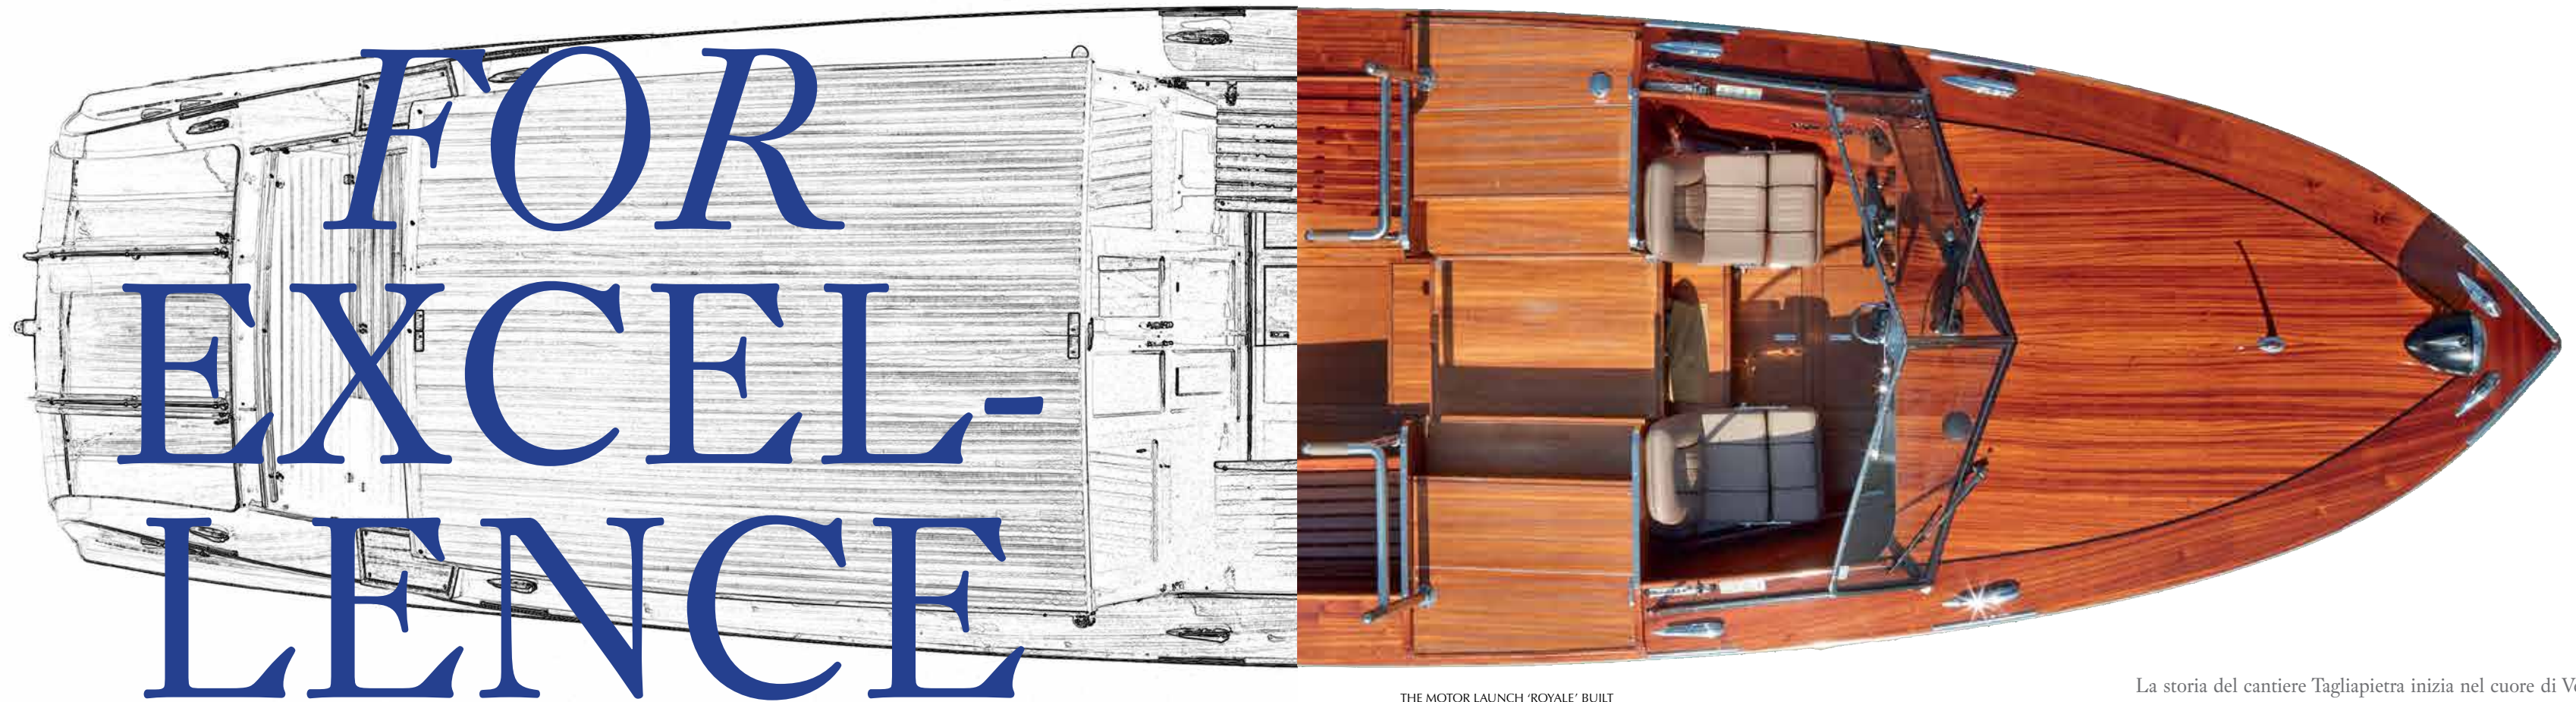 FOR
EXCEL-
LENCE
THE MOTOR LAUNCH ‘ROYALE’ BUILT
La storia del cantiere Tagliapietra inizia nel cuore di